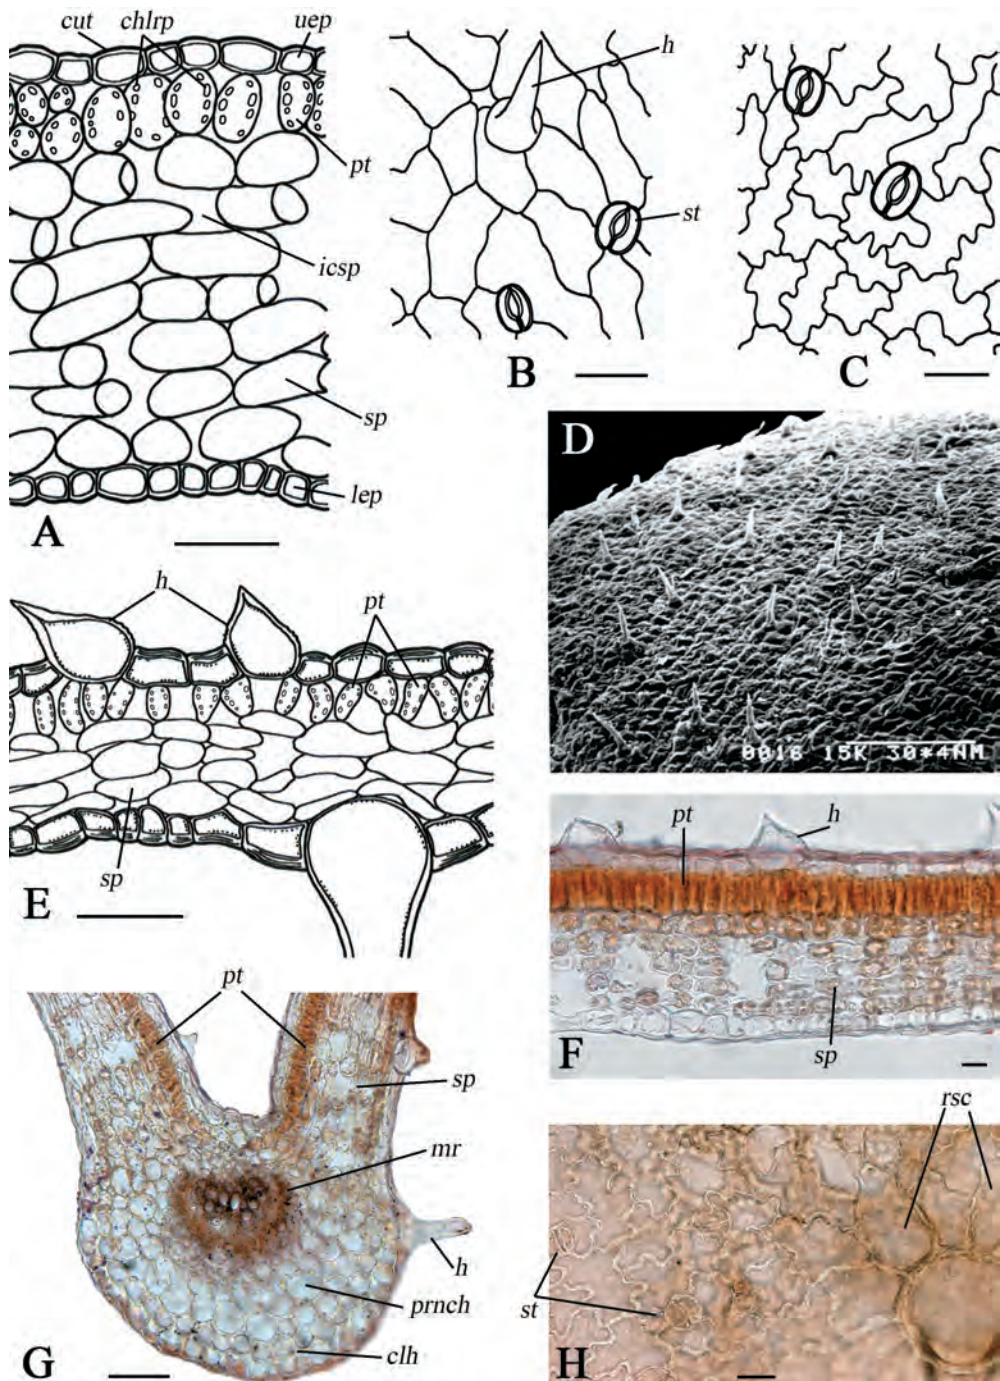 cut chlrp uep
pt
icsp
sp
lep
A
h
st
B
C
D
0016 15K 30*4NM
h
pt
sp
E
pt
h
sp
F
pt
sp
mr
h
prnch
clh
G
rsc
st
H